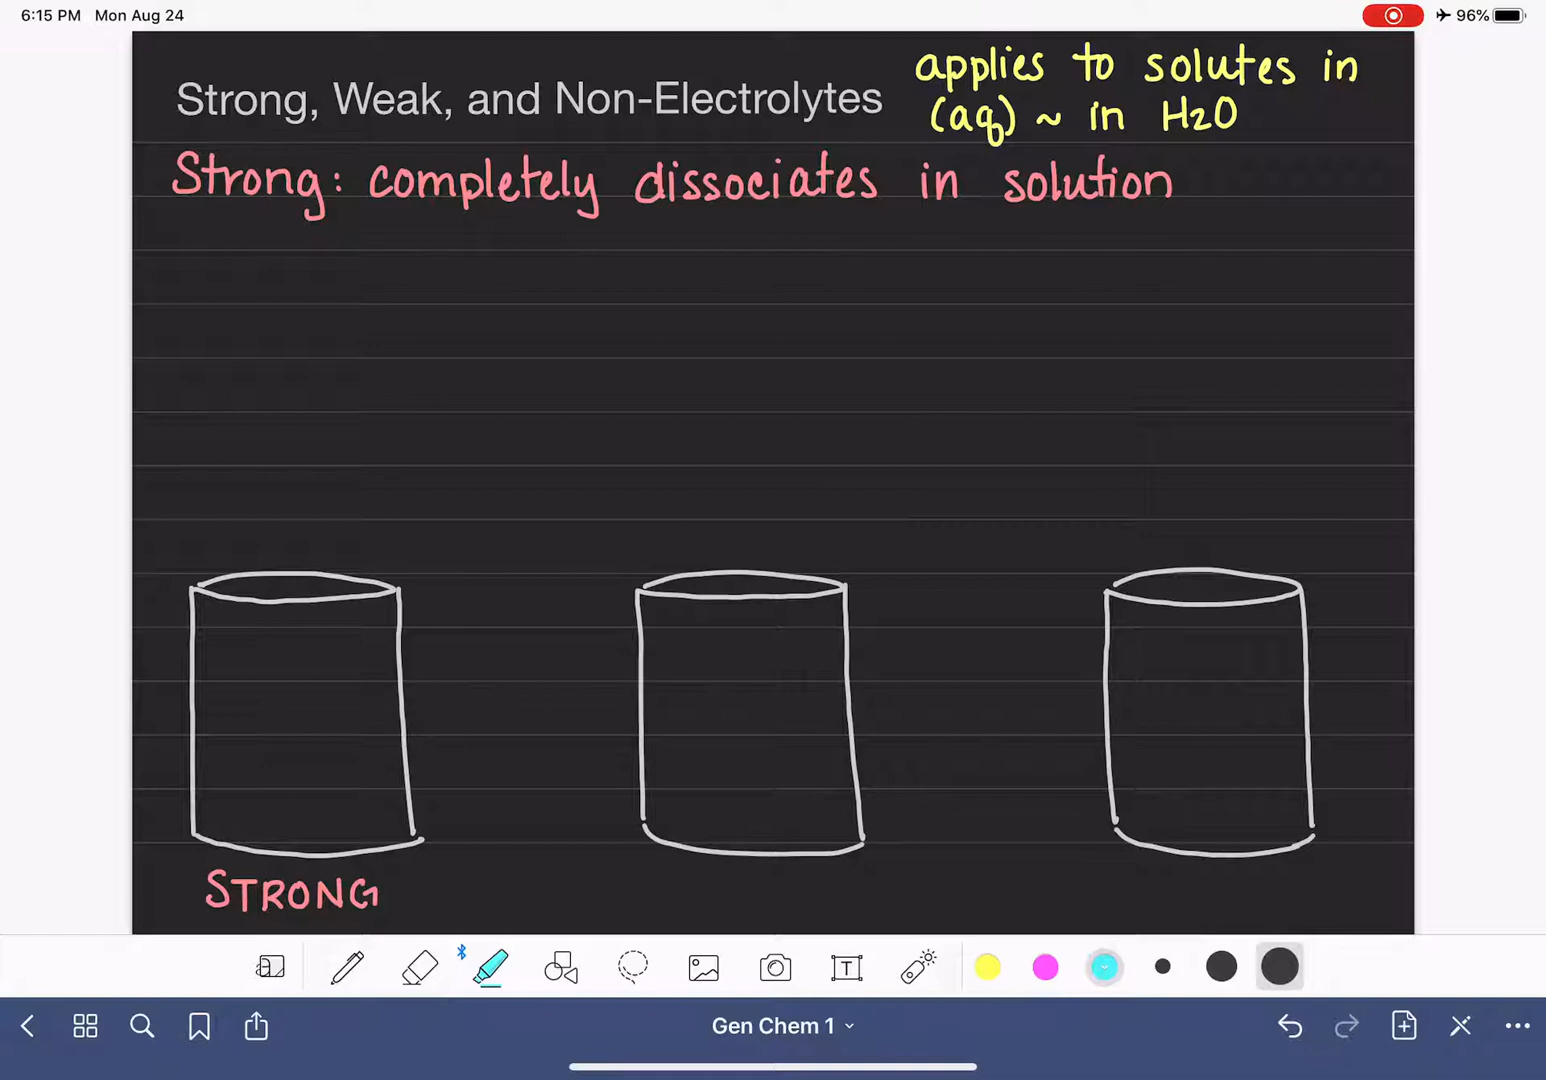 6:15 PM Mon Aug 24
96%
Strong, Weak, and Non-Electrolytes
applies to solutes in
(aq) ~ in H₂O
Strong: completely dissociates in solution
STRONG
T
Gen Chem 1